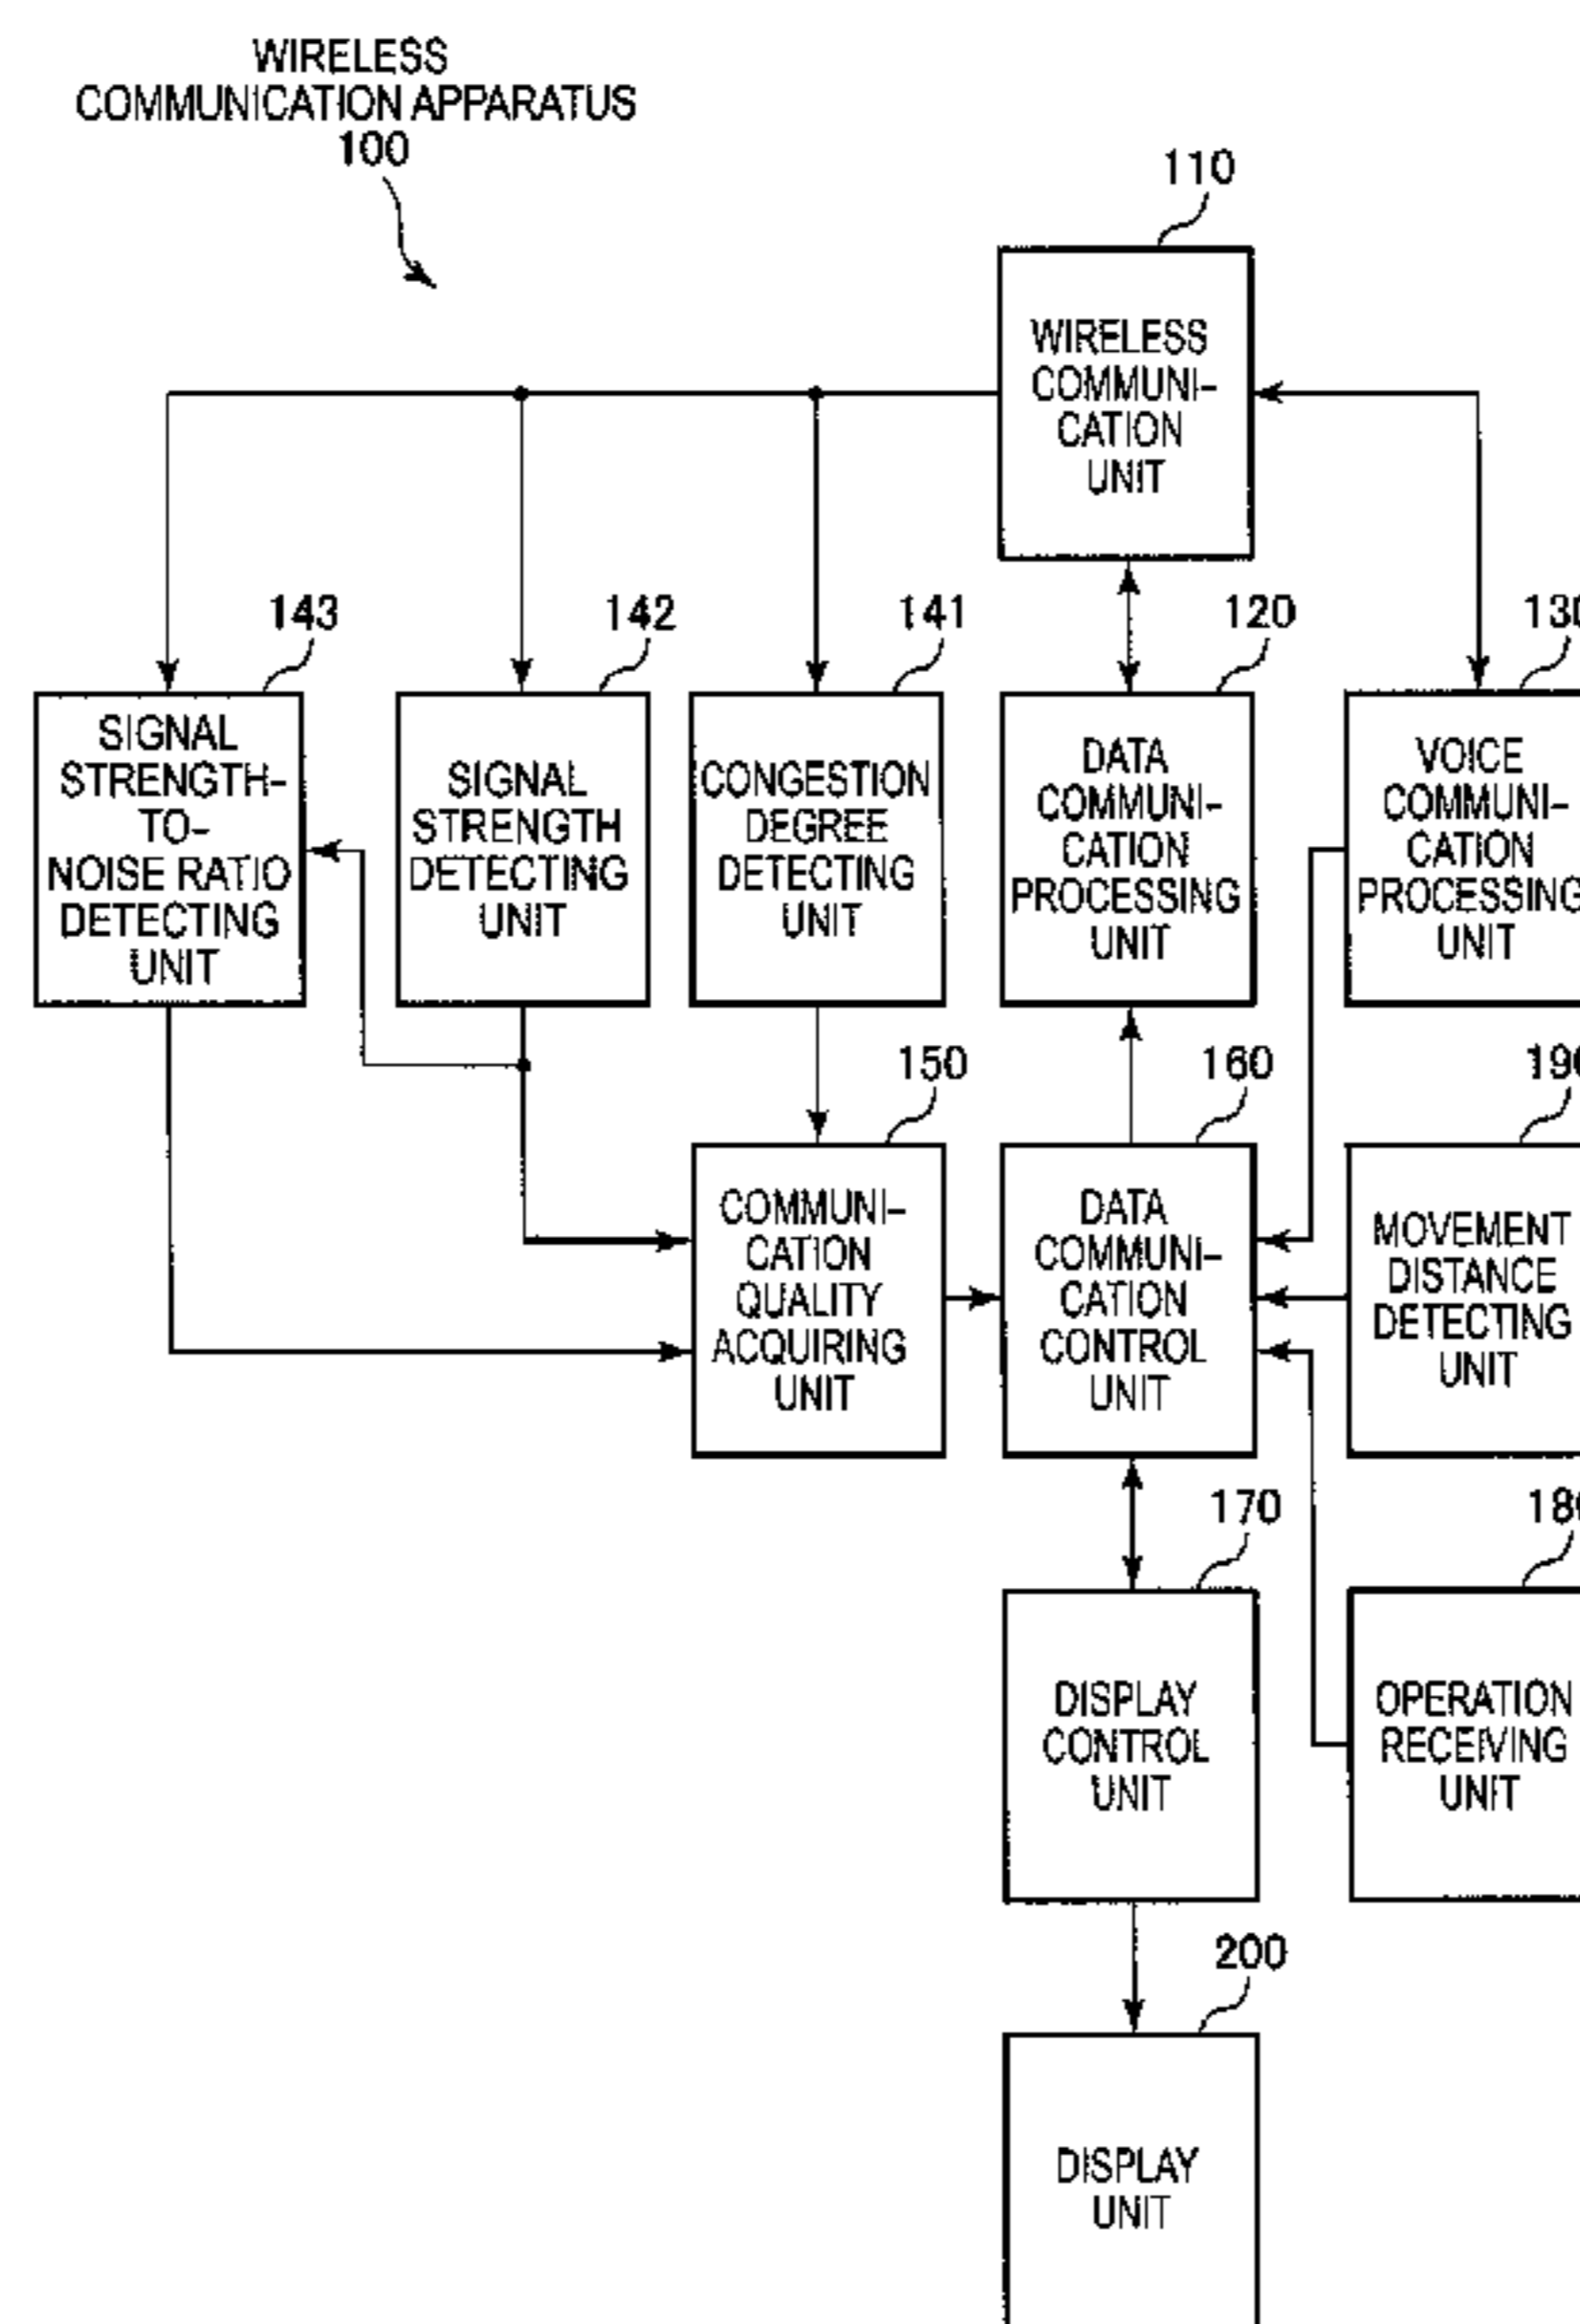 WIRELESS
COMMUNICATION APPARATUS
100
110
WIRELESS
COMMUNI-
CATION
UNIT
143
142
141
120
SIGNAL
STRENGTH-
TO-
NOISE RATIO
DETECTING
UNIT
SIGNAL
STRENGTH
DETECTING
UNIT
CONGESTION
DEGREE
DETECTING
UNIT
DATA
COMMUNI-
CATION
PROCESSING
UNIT
VOICE
COMMUNI-
CATION
PROCESSING
UNIT
150
160
COMMUNI-
CATION
QUALITY
ACQUIRING
UNIT
DATA
COMMUNI-
CATION
CONTROL
UNIT
MOVEMENT
DISTANCE
DETECTING
UNIT
170
DISPLAY
CONTROL
UNIT
OPERATION
RECEIVING
UNIT
200
DISPLAY
UNIT